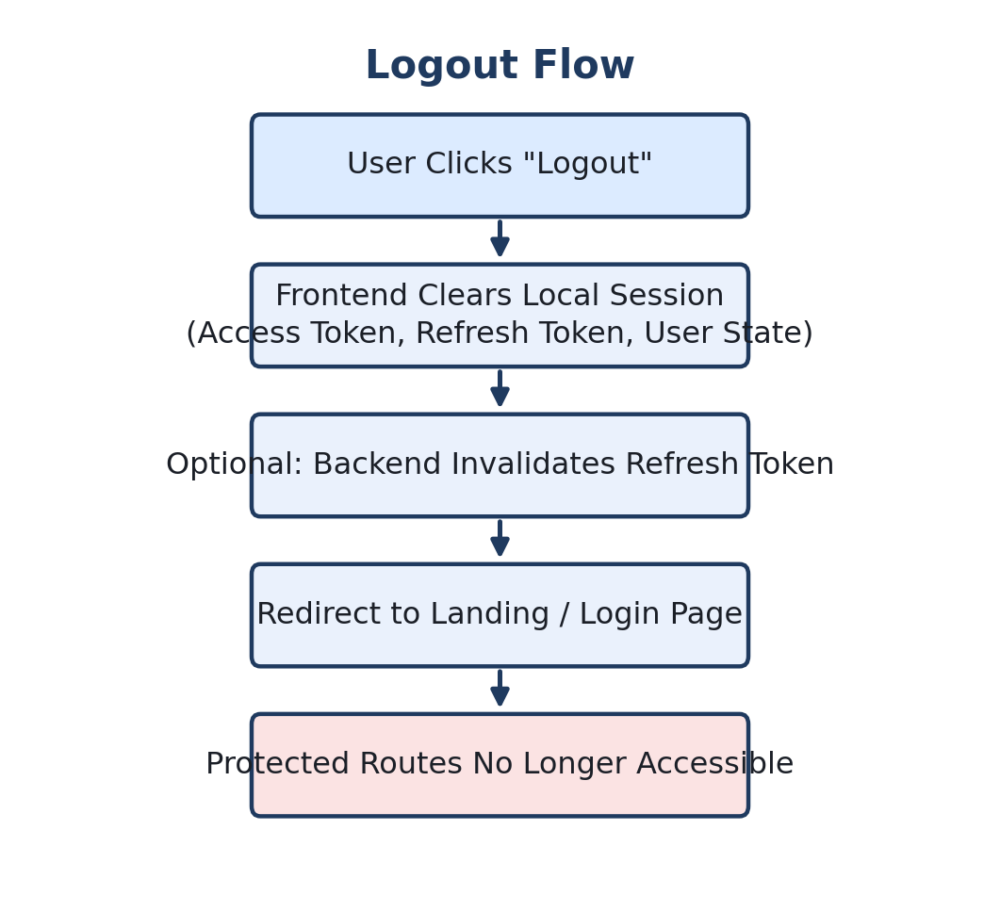 Logout Flow
User Clicks "Logout"
Frontend Clears Local Session
(Access Token, Refresh Token, User State)
Optional: Backend Invalidates Refresh Token
Redirect to Landing / Login Page
Protected Routes No Longer Accessible